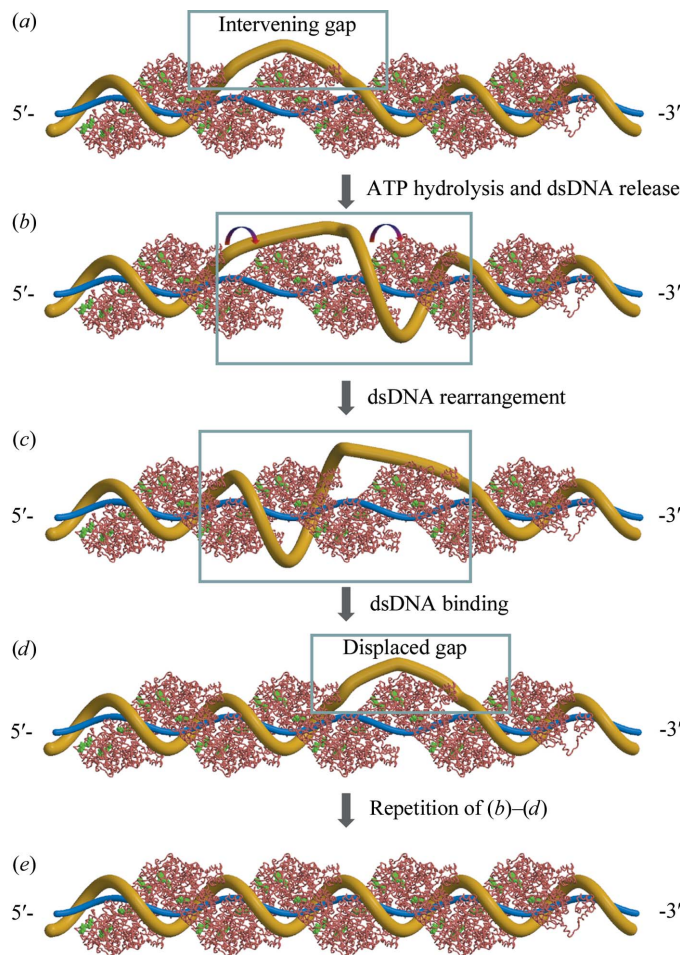 (a)
Intervening gap
5′-
-3′
ATP hydrolysis and dsDNA release
(b)
5′-
-3′
dsDNA rearrangement
(c)
5′-
-3′
dsDNA binding
(d)
Displaced gap
5′-
-3′
Repetition of (b)–(d)
(e)
5′-
-3′